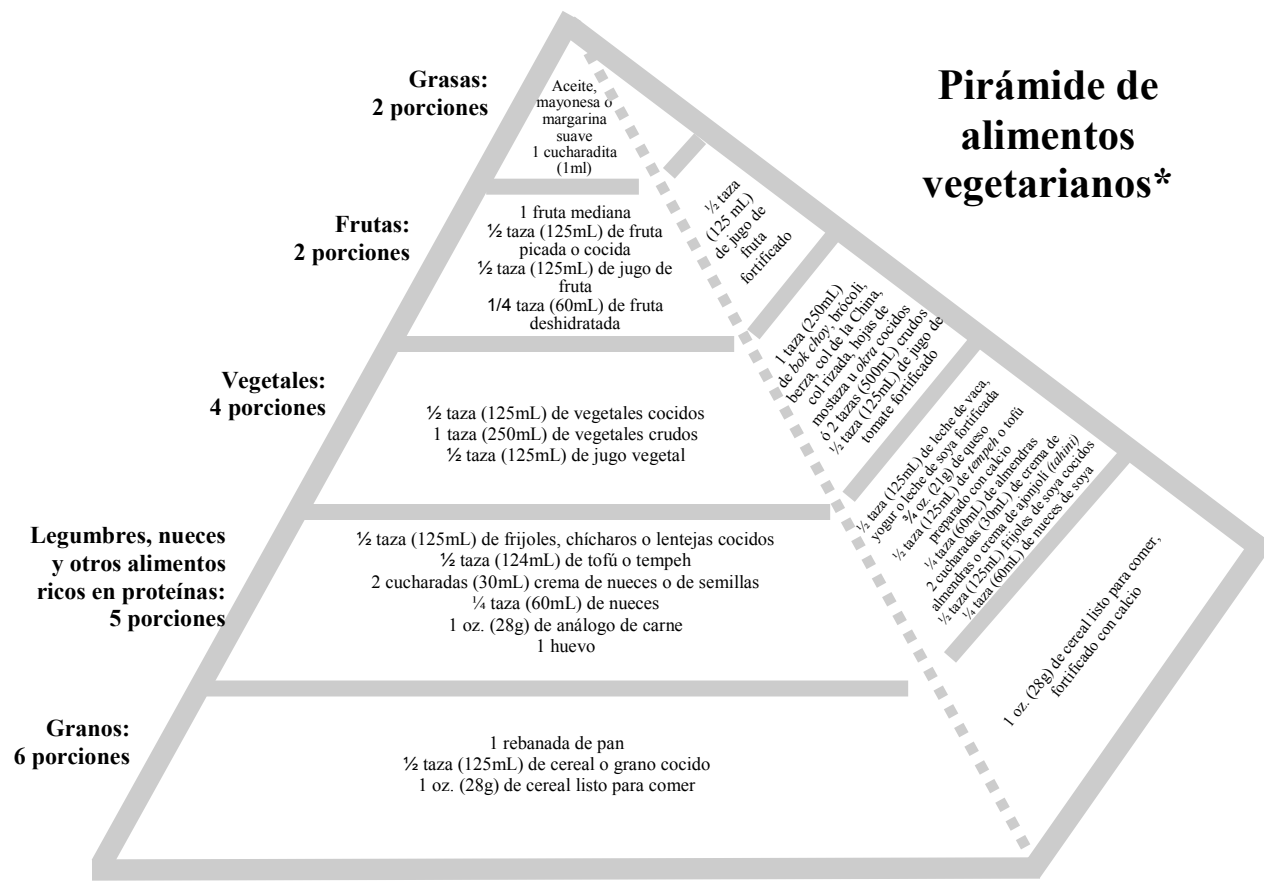 Pirámide de
alimentos
vegetarianos*
Grasas:
2 porciones
Aceite,
mayonesa o
margarina
suave
1 cucharadita
(1ml)
Frutas:
2 porciones
1 fruta mediana
½ taza (125mL) de fruta
picada o cocida
½ taza (125mL) de jugo de
fruta
1/4 taza (60mL) de fruta
deshidratada
½ taza
(125 mL)
de jugo de
fruta
fortificado
Vegetales:
4 porciones
½ taza (125mL) de vegetales cocidos
1 taza (250mL) de vegetales crudos
½ taza (125mL) de jugo vegetal
1 taza (250mL)
de bok choy, brócoli,
berza, col de la China,
col rizada, hojas de
mostaza u okra cocidos
ó 2 tazas (500mL) crudos
½ taza (125mL) de jugo de
tomate fortificado
Legumbres, nueces
y otros alimentos
ricos en proteínas:
5 porciones
½ taza (125mL) de frijoles, chícharos o lentejas cocidos
½ taza (124mL) de tofú o tempeh
2 cucharadas (30mL) crema de nueces o de semillas
¼ taza (60mL) de nueces
1 oz. (28g) de análogo de carne
1 huevo
½ taza (125mL) de leche de vaca,
yogur o leche de soya fortificada
¾ oz. (21g) de queso
½ taza (125mL) de tempeh o tofú
preparado con calcio
¼ taza (60mL) de almendras
2 cucharadas (30mL) de crema de
almendras o crema de ajonjolí (tahini)
½ taza (125mL) frijoles de soya cocidos
¼ taza (60mL) de nueces de soya
Granos:
6 porciones
1 rebanada de pan
½ taza (125mL) de cereal o grano cocido
1 oz. (28g) de cereal listo para comer
1 oz. (28g) de cereal listo para comer,
fortificado con calcio